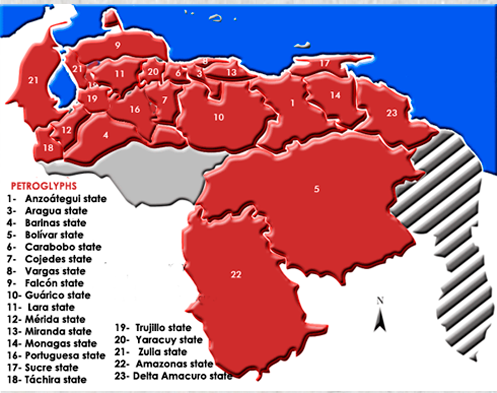 9
8
17
21
21
11
20
6
3
13
19
16
7
10
1
14
23
12
4
18
5
22
N
PETROGLYPHS
1- Anzoátegui state
3- Aragua state
4- Barinas state
5- Bolívar state
6- Carabobo state
7- Cojedes state
8- Vargas state
9- Falcón state
10- Guárico state
11- Lara state
12- Mérida state
13- Miranda state
14- Monagas state
16- Portuguesa state
17- Sucre state
18- Táchira state
19- Trujillo state
20- Yaracuy state
21- Zulia state
22- Amazonas state
23- Delta Amacuro state